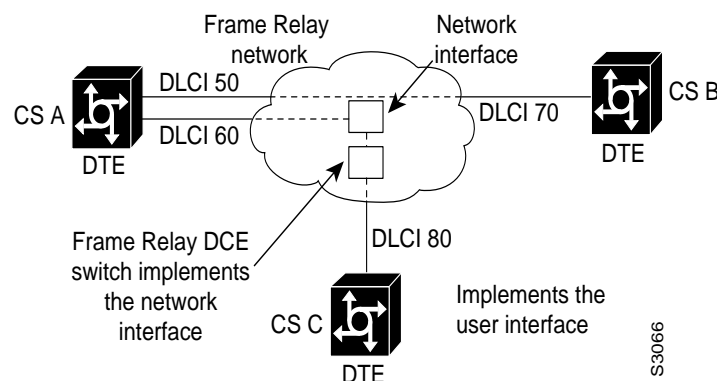 Frame Relay
network
Network
interface
DLCI 50
CS A
DLCI 60
DTE
DLCI 70
CS B
DTE
Frame Relay DCE
switch implements
the network
interface
DLCI 80
CS C
DTE
Implements the
user interface
S3066